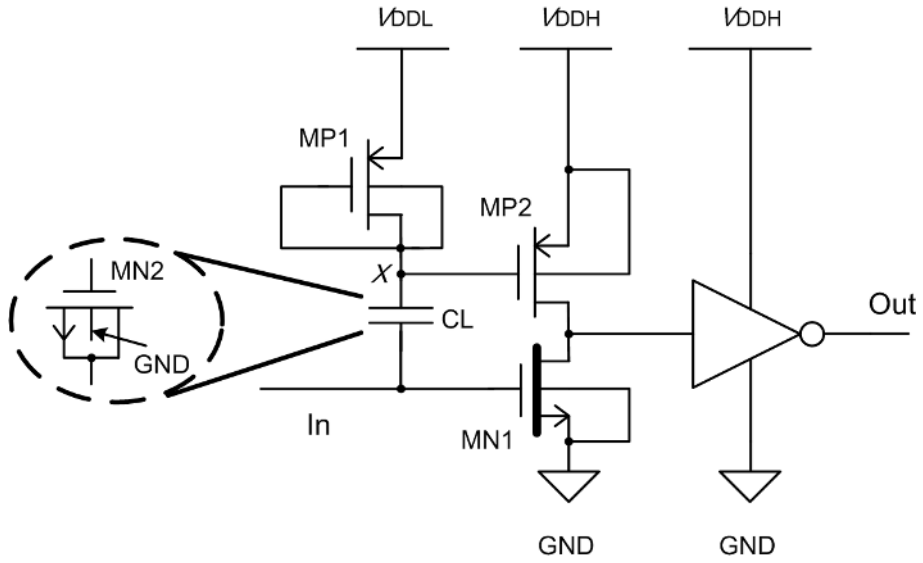 VDDL
VDDH
VDDH
MP1
MP2
X
MN2
CL
GND
Out
In
MN1
GND
GND